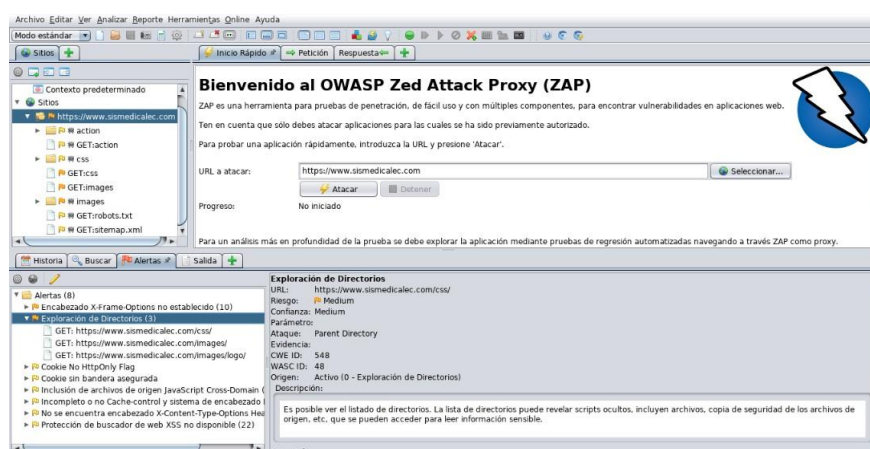 Archivo Editar Ver Analizar Reporte Herramientas Online Ayuda
Modo estándar
Sitios
Inicio Rápido
Petición
Respuesta
Contexto predeterminado
Sitios
https://www.sismedicalec.com
action
GET:action
css
GET:css
GET:images
images
GET:robots.txt
GET:sitemap.xml
Bienvenido al OWASP Zed Attack Proxy (ZAP)
ZAP es una herramienta para pruebas de penetración, de fácil uso y con múltiples componentes, para encontrar vulnerabilidades en aplicaciones web.
Ten en cuenta que sólo debes atacar aplicaciones para las cuales se ha sido previamente autorizado.
Para probar una aplicación rápidamente, introduzca la URL y presione 'Atacar'.
URL a atacar: https://www.sismedicalec.com Seleccionar...
Atacar Detener
Progreso: No iniciado
Para un análisis más en profundidad de la prueba se debe explorar la aplicación mediante pruebas de regresión automatizadas navegando a través ZAP como proxy.
Historia Buscar Alertas Salida
Alertas (8)
Encabezado X-Frame-Options no establecido (10)
Exploración de Directorios (3)
GET: https://www.sismedicalec.com/css/
GET: https://www.sismedicalec.com/images/
GET: https://www.sismedicalec.com/images/logo/
Cookie No HttpOnly Flag
Cookie sin bandera asegurada
Inclusión de archivos de origen JavaScript Cross-Domain (
Incompleto o no Cache-control y sistema de encabezado
No se encuentra encabezado X-Content-Type-Options Hea
Protección de buscador de web XSS no disponible (22)
Exploración de Directorios
URL: https://www.sismedicalec.com/css/
Riesgo: Medium
Confianza: Medium
Parámetro:
Ataque: Parent Directory
Evidencia:
CWE ID: 548
WASC ID: 48
Origen: Activo (0 - Exploración de Directorios)
Descripción:
Es posible ver el listado de directorios. La lista de directorios puede revelar scripts ocultos, incluyen archivos, copia de seguridad de los archivos de
origen, etc, que se pueden acceder para leer información sensible.